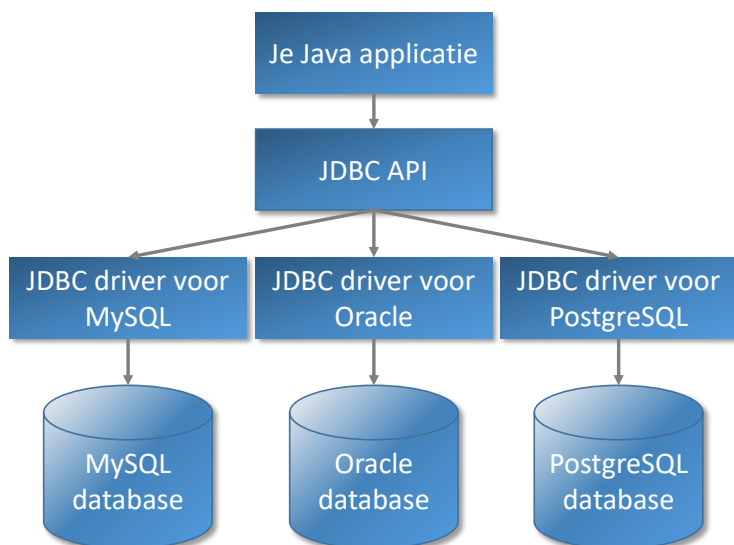 Je Java applicatie
JDBC API
JDBC driver voor
MySQL
JDBC driver voor
Oracle
JDBC driver voor
PostgreSQL
MySQL
database
Oracle
database
PostgreSQL
database